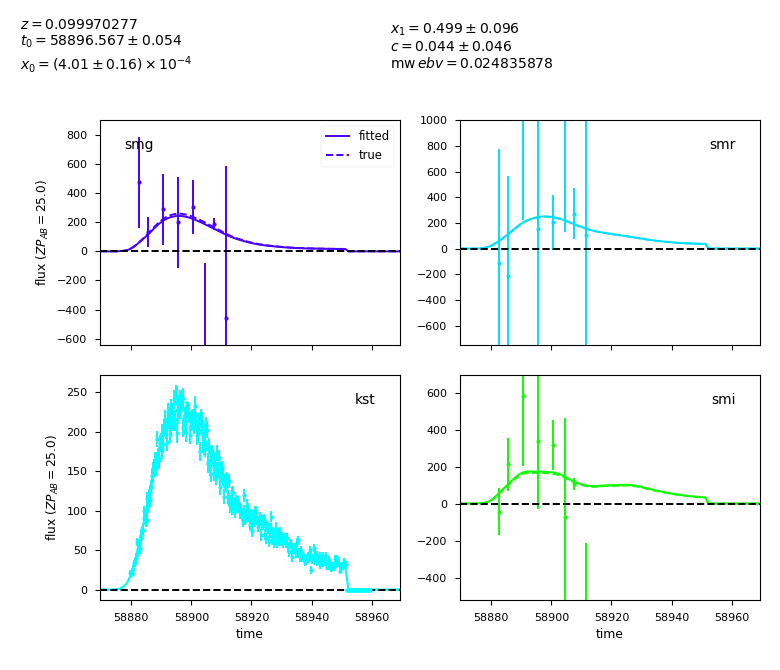 z = 0.099970277
t₀ = 58896.567 ± 0.054
x₀ = (4.01 ± 0.16) × 10⁻⁴
x₁ = 0.499 ± 0.096
c = 0.044 ± 0.046
mw ebv = 0.024835878
smg
fitted
true
flux (ZP_AB = 25.0)
800
600
400
200
0
−200
−400
−600
smr
1000
800
600
400
200
0
−200
−400
−600
kst
flux (ZP_AB = 25.0)
250
200
150
100
50
0
58880 58900 58920 58940 58960
time
smi
600
400
200
0
−200
−400
58880 58900 58920 58940 58960
time